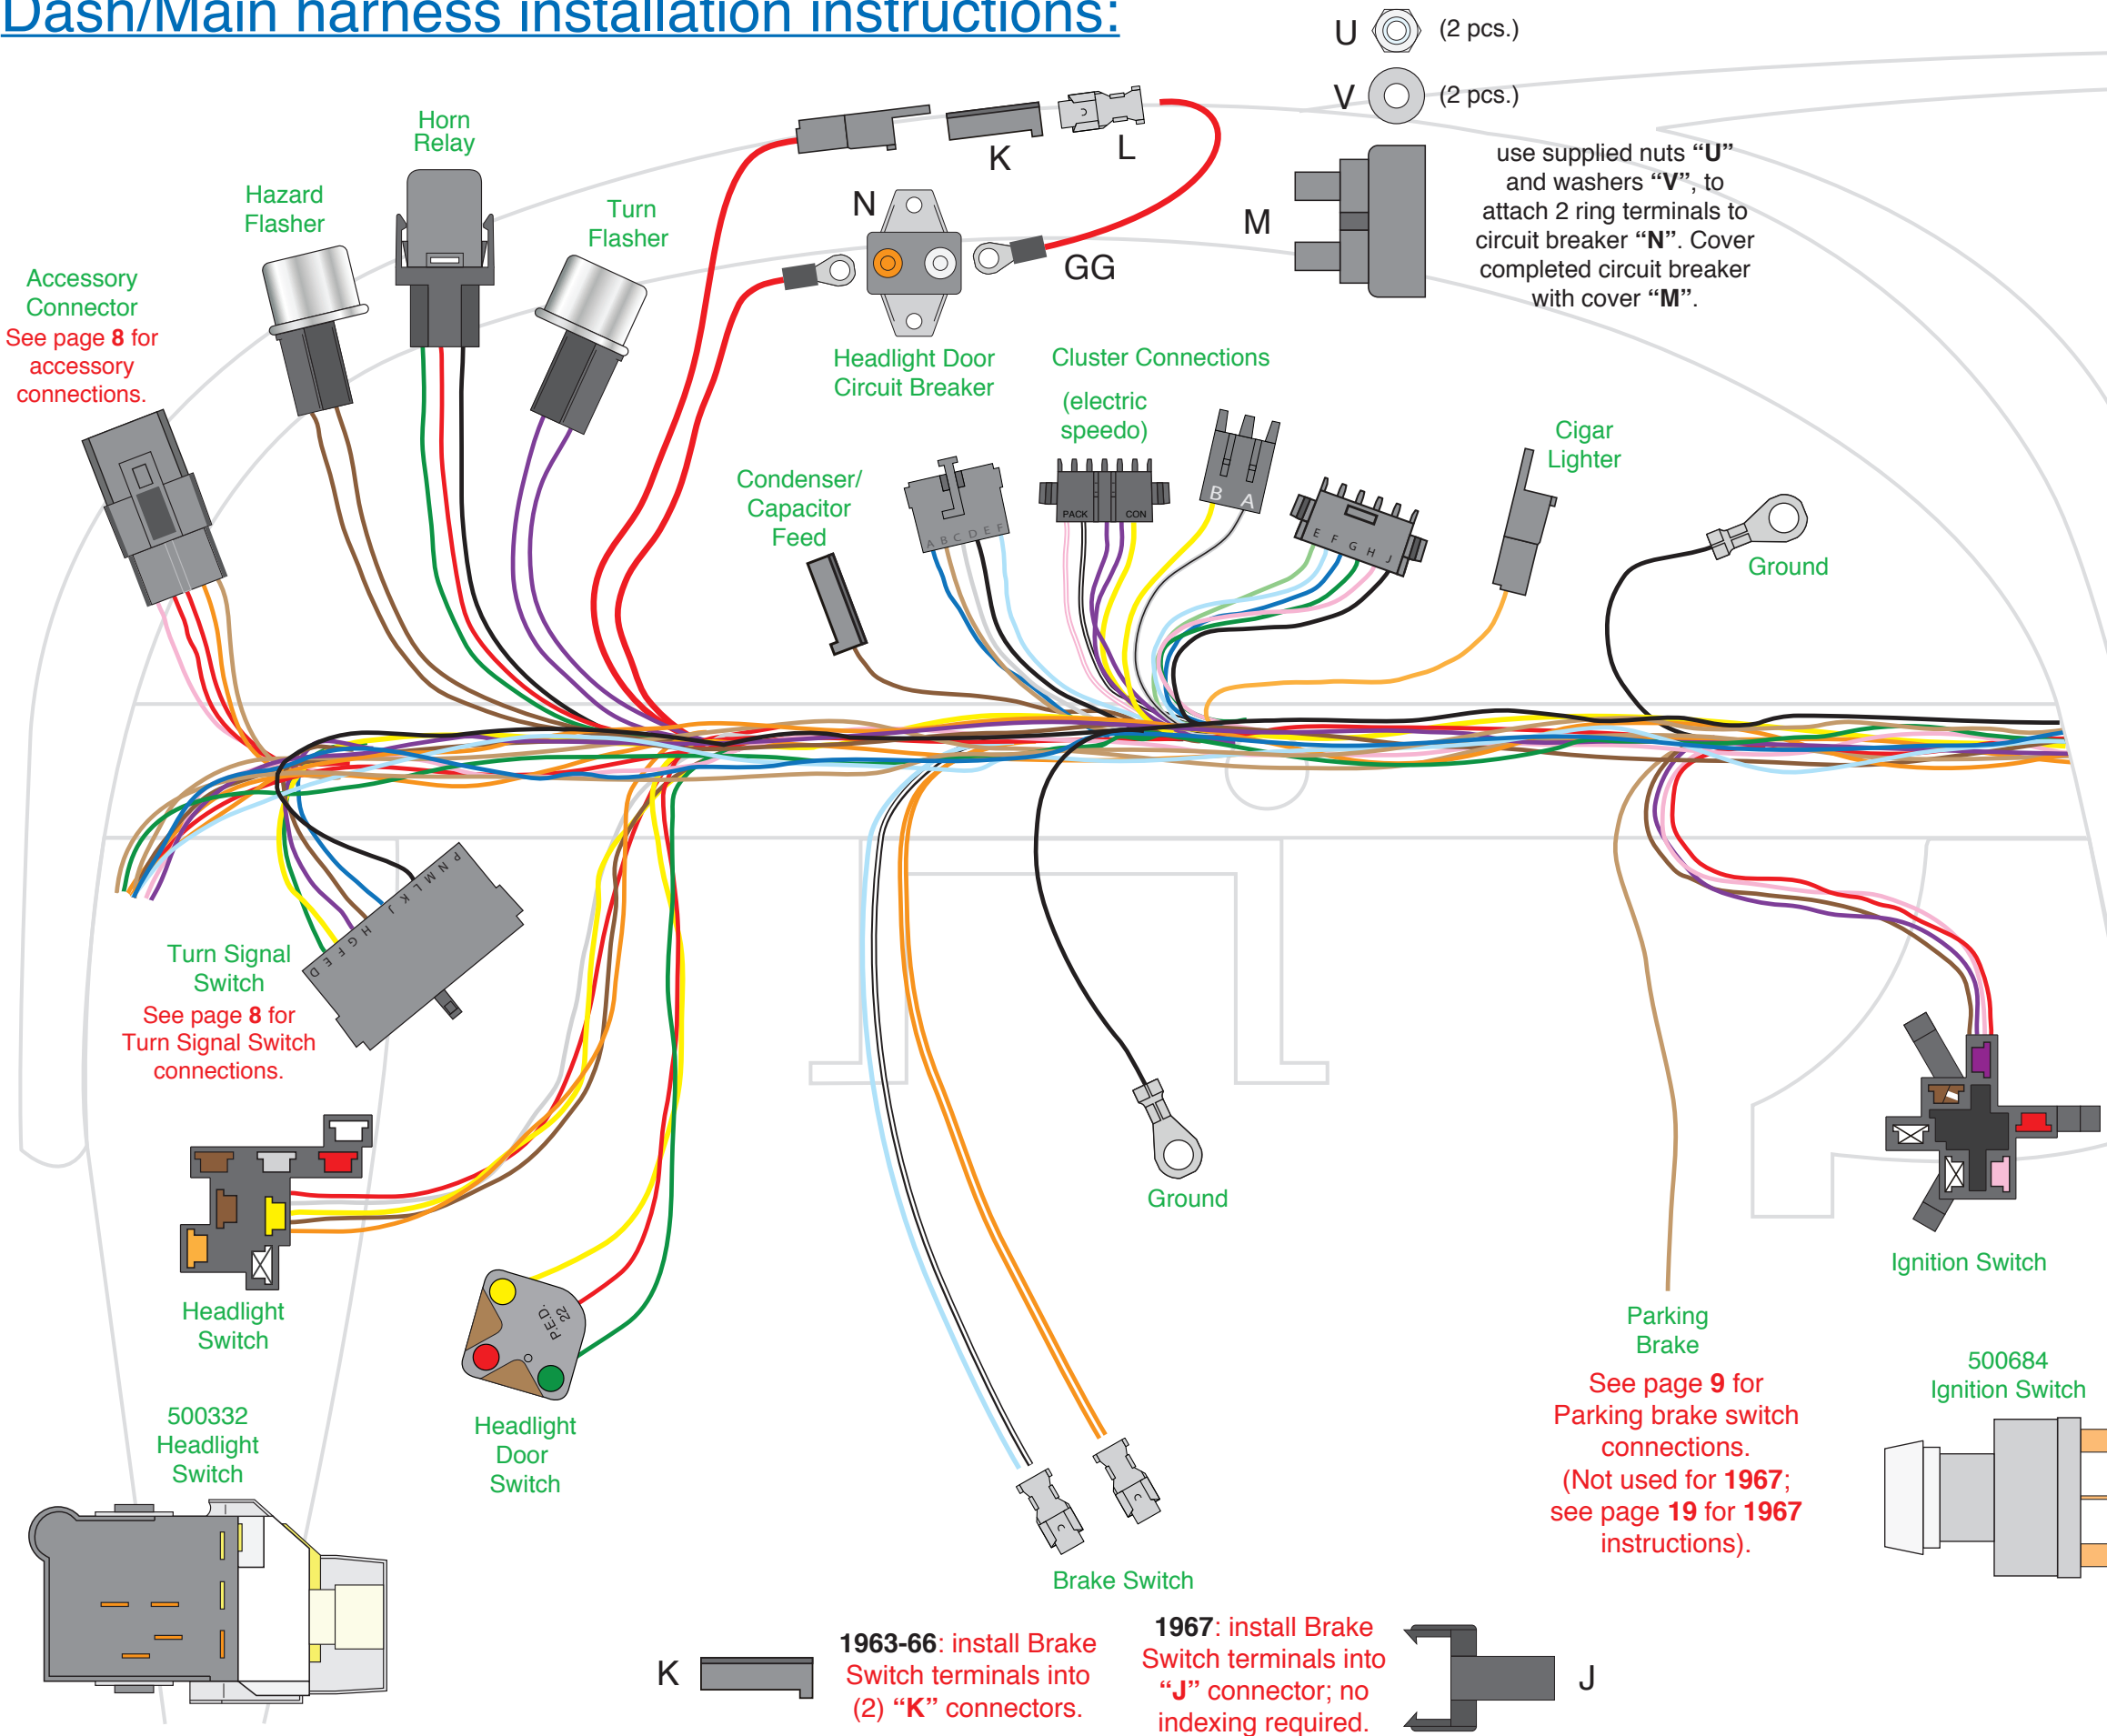 Dash/Main harness installation instructions:
U (2 pcs.)
V (2 pcs.)
use supplied nuts “U”
and washers “V”, to
attach 2 ring terminals to
circuit breaker “N”. Cover
completed circuit breaker
with cover “M”.
M
K
L
N
GG
Horn
Relay
Hazard
Flasher
Turn
Flasher
Accessory
Connector
See page 8 for
accessory
connections.
Headlight Door
Circuit Breaker
Cluster Connections
(electric
speedo)
Condenser/
Capacitor
Feed
A B C D E F
PACK CON
B A
E F G H J
Cigar
Lighter
Ground
Turn Signal
Switch
See page 8 for
Turn Signal Switch
connections.
D E F G H J K L M N P
Ground
Headlight
Switch
P.E.D.
22
Headlight
Door
Switch
500332
Headlight
Switch
Ignition Switch
Parking
Brake
See page 9 for
Parking brake switch
connections.
(Not used for 1967;
see page 19 for 1967
instructions).
500684
Ignition Switch
C
C
C
Brake Switch
K
1963-66: install Brake
Switch terminals into
(2) “K” connectors.
1967: install Brake
Switch terminals into
“J” connector; no
indexing required.
J